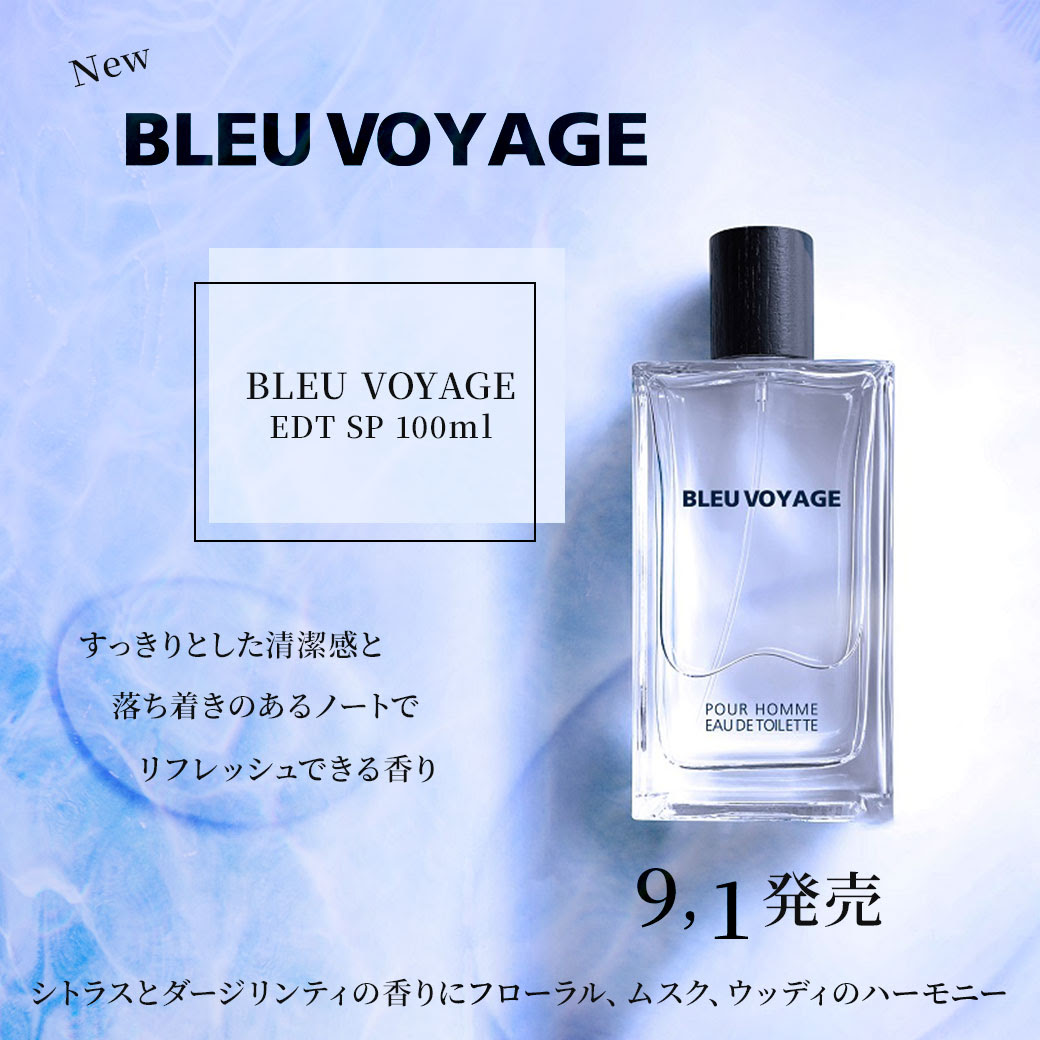 New
BLEU VOYAGE
BLEU VOYAGE
EDT SP 100ml
BLEU VOYAGE
POUR HOMME
EAU DE TOILETTE
すっきりとした清潔感と
落ち着きのあるノートで
リフレッシュできる香り
9,1発売
シトラスとダージリンティの香りにフローラル、ムスク、ウッディのハーモニー